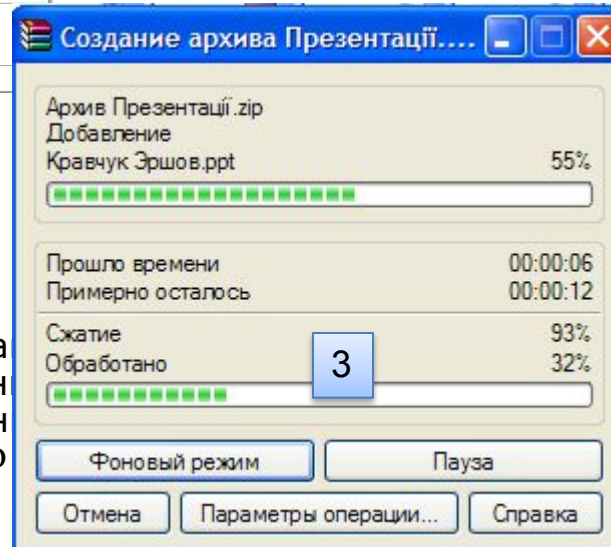 Создание архива Презентації....
Архив Презентації.zip
Добавление
Кравчук Эршов.ppt 55%
Прошло времени 00:00:06
Примерно осталось 00:00:12
Сжатие 93%
Обработано 32%
3
Фоновый режим Пауза
Отмена Параметры операции... Справка